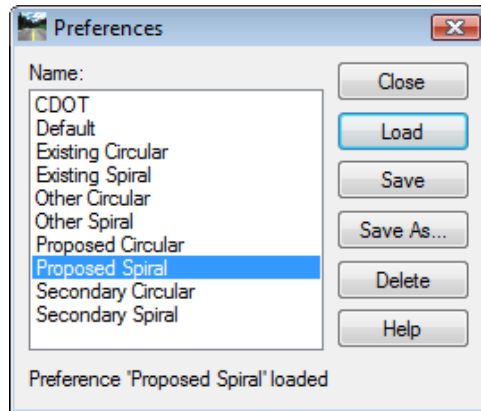 Preferences
Name:
CDOT
Default
Existing Circular
Existing Spiral
Other Circular
Other Spiral
Proposed Circular
Proposed Spiral
Secondary Circular
Secondary Spiral
Close
Load
Save
Save As...
Delete
Help
Preference 'Proposed Spiral' loaded